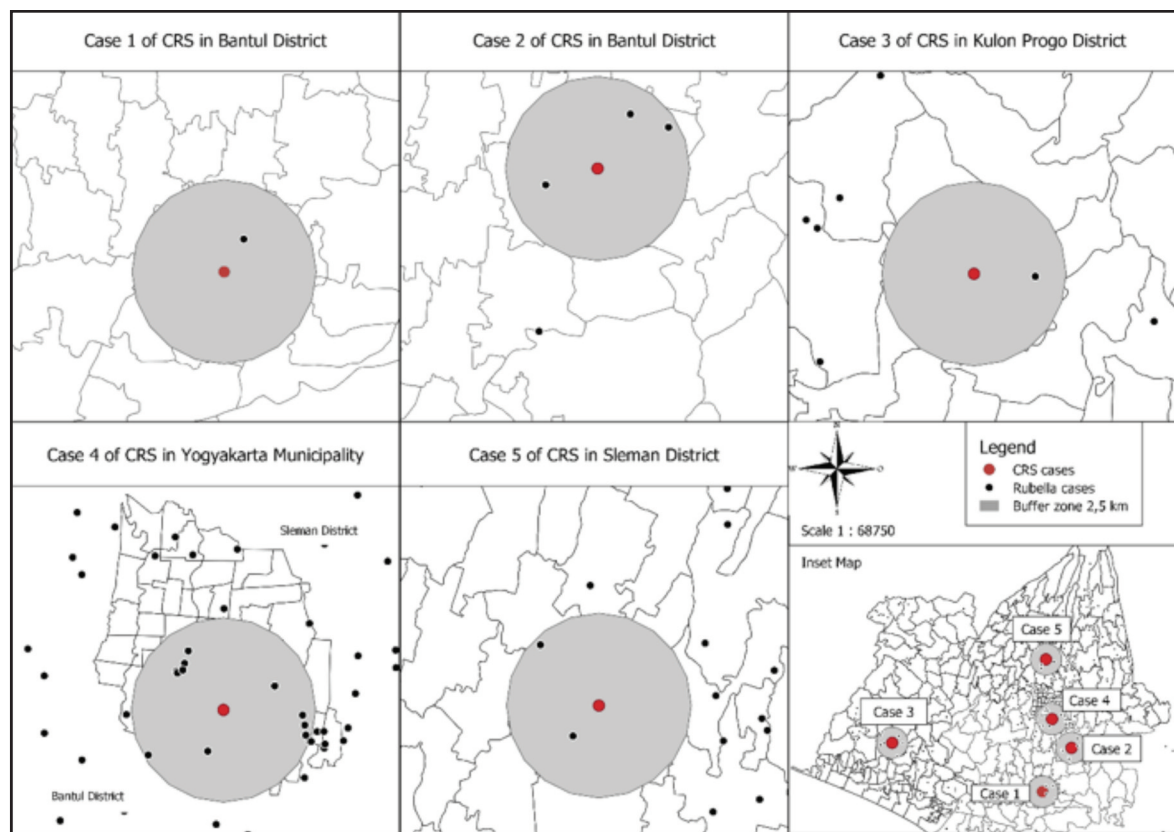 Case 1 of CRS in Bantul District
Case 2 of CRS in Bantul District
Case 3 of CRS in Kulon Progo District
Case 4 of CRS in Yogyakarta Municipality
Sleman District
Bantul District
Case 5 of CRS in Sleman District
N
W
O
S
Scale 1 : 68750
Legend
CRS cases
Rubella cases
Buffer zone 2,5 km
Inset Map
Case 5
Case 4
Case 3
Case 2
Case 1